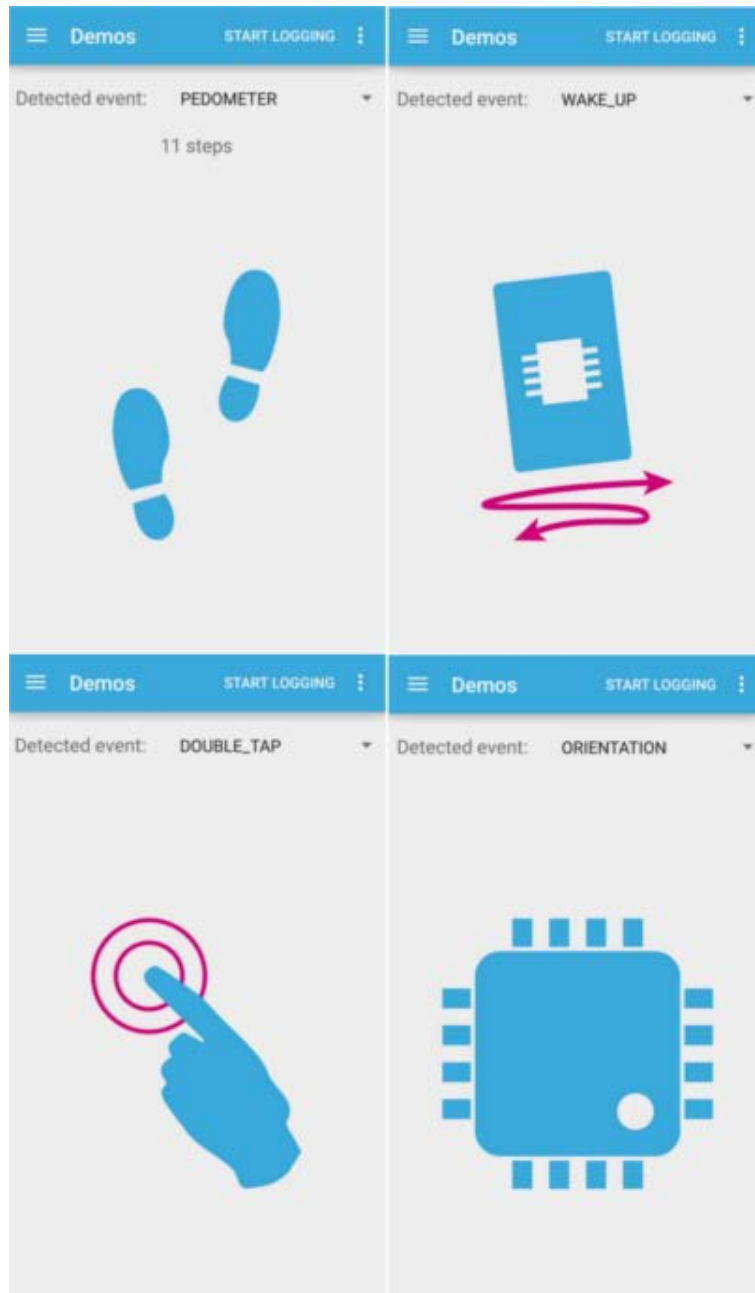 Demos START LOGGING
Detected event: PEDOMETER
11 steps
Demos START LOGGING
Detected event: WAKE_UP
Demos START LOGGING
Detected event: DOUBLE_TAP
Demos START LOGGING
Detected event: ORIENTATION